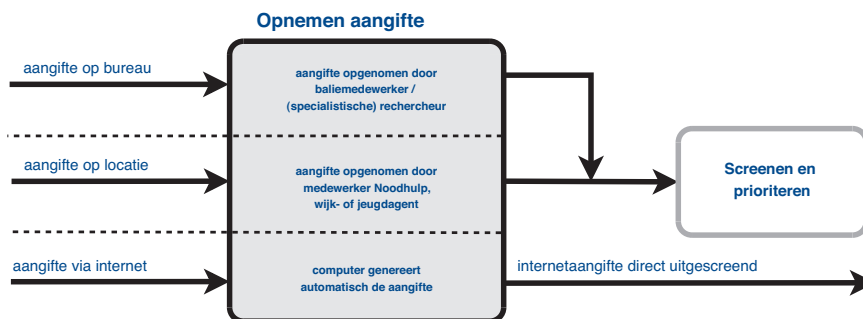 Opnemen aangifte
aangifte op bureau
aangifte opgenomen door
baliemedewerker /
(specialistische) rechercheur
aangifte op locatie
aangifte opgenomen door
medewerker Noodhulp,
wijk- of jeugdagent
Screenen en
prioriteren
aangifte via internet
computer genereert
automatisch de aangifte
internetaangifte direct uitgescreend